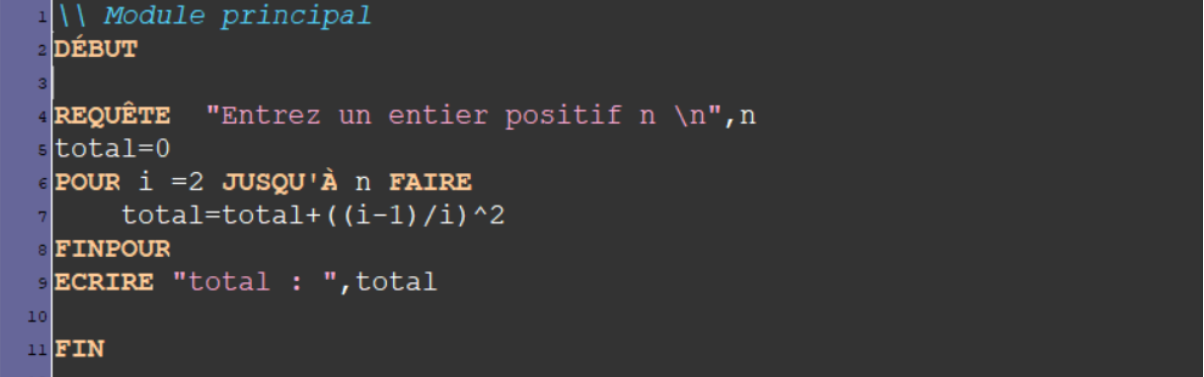 1 \\ Module principal
2 DÉBUT
3
4 REQUÊTE  "Entrez un entier positif n \n",n
5 total=0
6 POUR i =2 JUSQU'À n FAIRE
7     total=total+((i-1)/i)^2
8 FINPOUR
9 ECRIRE "total : ",total
10
11 FIN